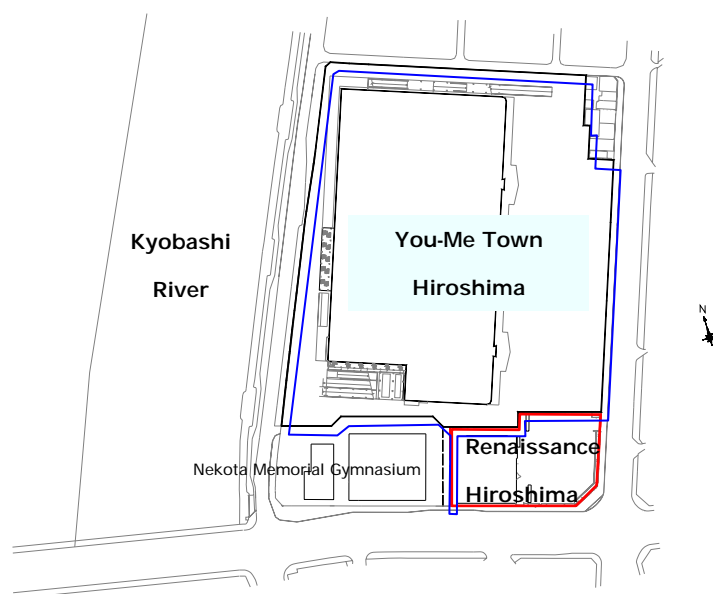 N
Kyobashi
River
You-Me Town
Hiroshima
Renaissance
Hiroshima
Nekota Memorial Gymnasium